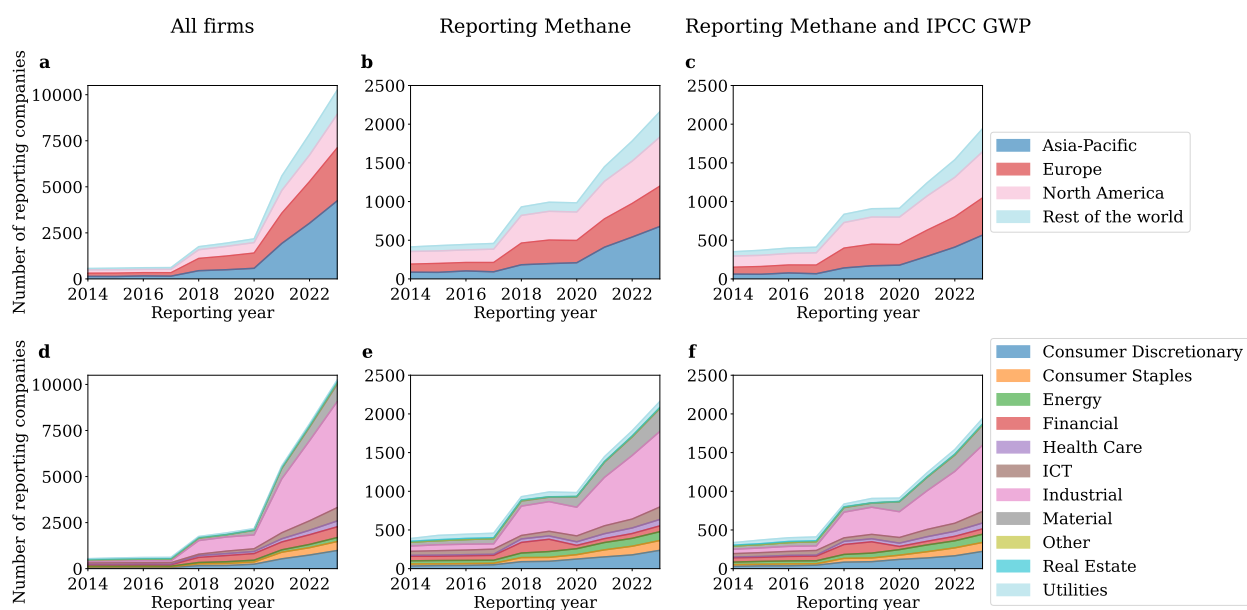 All firms
Reporting Methane
Reporting Methane and IPCC GWP
a
b
c
Number of reporting companies
10000
7500
5000
2500
0
2014 2016 2018 2020 2022
Reporting year
2500
2000
1500
1000
500
0
2014 2016 2018 2020 2022
Reporting year
2500
2000
1500
1000
500
0
2014 2016 2018 2020 2022
Reporting year
Asia-Pacific
Europe
North America
Rest of the world
d
e
f
Number of reporting companies
10000
7500
5000
2500
0
2014 2016 2018 2020 2022
Reporting year
2500
2000
1500
1000
500
0
2014 2016 2018 2020 2022
Reporting year
2500
2000
1500
1000
500
0
2014 2016 2018 2020 2022
Reporting year
Consumer Discretionary
Consumer Staples
Energy
Financial
Health Care
ICT
Industrial
Material
Other
Real Estate
Utilities